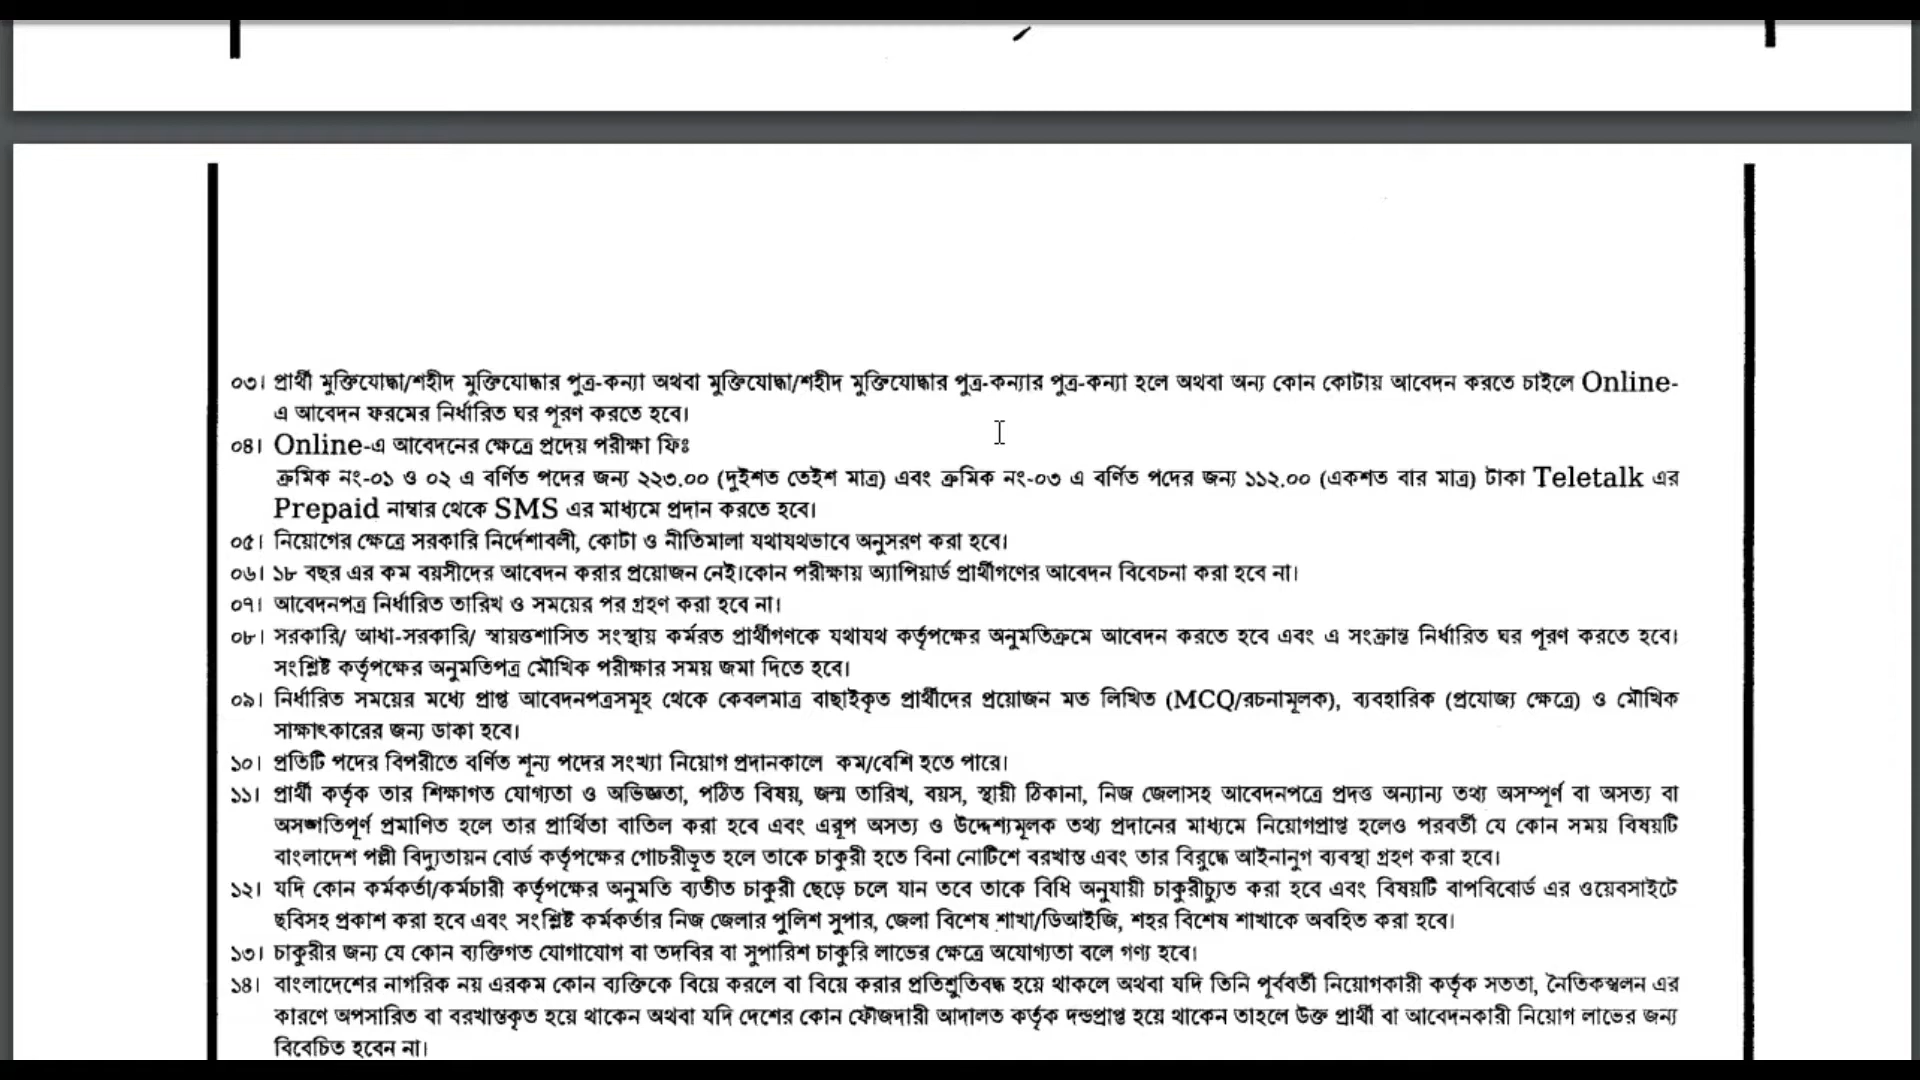 ০৩। প্রার্থী মুক্তিযোদ্ধা/শহীদ মুক্তিযোদ্ধার পুত্র-কন্যা অথবা মুক্তিযোদ্ধা/শহীদ মুক্তিযোদ্ধার পুত্র-কন্যার পুত্র-কন্যা হলে অথবা অন্য কোন কোটায় আবেদন করতে চাইলে Online-
এ আবেদন ফরমের নির্ধারিত ঘর পূরণ করতে হবে।
০৪। Online-এ আবেদনের ক্ষেত্রে প্রদেয় পরীক্ষা ফিঃ
ক্রমিক নং-০১ ও ০২ এ বর্ণিত পদের জন্য ২২৩.০০ (দুইশত তেইশ মাত্র) এবং ক্রমিক নং-০৩ এ বর্ণিত পদের জন্য ১১২.০০ (একশত বার মাত্র) টাকা Teletalk এর
Prepaid নাম্বার থেকে SMS এর মাধ্যমে প্রদান করতে হবে।
০৫। নিয়োগের ক্ষেত্রে সরকারি নির্দেশাবলী, কোটা ও নীতিমালা যথাযথভাবে অনুসরণ করা হবে।
০৬। ১৮ বছর এর কম বয়সীদের আবেদন করার প্রয়োজন নেই।কোন পরীক্ষায় অ্যাপিয়ার্ড প্রার্থীগণের আবেদন বিবেচনা করা হবে না।
০৭। আবেদনপত্র নির্ধারিত তারিখ ও সময়ের পর গ্রহণ করা হবে না।
০৮। সরকারি/ আধা-সরকারি/ স্বায়ত্তশাসিত সংস্থায় কর্মরত প্রার্থীগণকে যথাযথ কর্তৃপক্ষের অনুমতিক্রমে আবেদন করতে হবে এবং এ সংক্রান্ত নির্ধারিত ঘর পূরণ করতে হবে।
সংশ্লিষ্ট কর্তৃপক্ষের অনুমতিপত্র মৌখিক পরীক্ষার সময় জমা দিতে হবে।
০৯। নির্ধারিত সময়ের মধ্যে প্রাপ্ত আবেদনপত্রসমূহ থেকে কেবলমাত্র বাছাইকৃত প্রার্থীদের প্রয়োজন মত লিখিত (MCQ/রচনামূলক), ব্যবহারিক (প্রযোজ্য ক্ষেত্রে) ও মৌখিক
সাক্ষাৎকারের জন্য ডাকা হবে।
১০। প্রতিটি পদের বিপরীতে বর্ণিত শূন্য পদের সংখ্যা নিয়োগ প্রদানকালে কম/বেশি হতে পারে।
১১। প্রার্থী কর্তৃক তার শিক্ষাগত যোগ্যতা ও অভিজ্ঞতা, পঠিত বিষয়, জন্ম তারিখ, বয়স, স্থায়ী ঠিকানা, নিজ জেলাসহ আবেদনপত্রে প্রদত্ত অন্যান্য তথ্য অসম্পূর্ণ বা অসত্য বা
অসঙ্গতিপূর্ণ প্রমাণিত হলে তার প্রার্থিতা বাতিল করা হবে এবং এরূপ অসত্য ও উদ্দেশ্যমূলক তথ্য প্রদানের মাধ্যমে নিয়োগপ্রাপ্ত হলেও পরবর্তী যে কোন সময় বিষয়টি
বাংলাদেশ পল্লী বিদ্যুতায়ন বোর্ড কর্তৃপক্ষের গোচরীভূত হলে তাকে চাকুরী হতে বিনা নোটিশে বরখাস্ত এবং তার বিরুদ্ধে আইনানুগ ব্যবস্থা গ্রহণ করা হবে।
১২। যদি কোন কর্মকর্তা/কর্মচারী কর্তৃপক্ষের অনুমতি ব্যতীত চাকুরী ছেড়ে চলে যান তবে তাকে বিধি অনুযায়ী চাকুরীচ্যুত করা হবে এবং বিষয়টি বাপবিবোর্ড এর ওয়েবসাইটে
ছবিসহ প্রকাশ করা হবে এবং সংশ্লিষ্ট কর্মকর্তার নিজ জেলার পুলিশ সুপার, জেলা বিশেষ শাখা/ডিআইজি, শহর বিশেষ শাখাকে অবহিত করা হবে।
১৩। চাকুরীর জন্য যে কোন ব্যক্তিগত যোগাযোগ বা তদবির বা সুপারিশ চাকুরি লাভের ক্ষেত্রে অযোগ্যতা বলে গণ্য হবে।
১৪। বাংলাদেশের নাগরিক নয় এরকম কোন ব্যক্তিকে বিয়ে করলে বা বিয়ে করার প্রতিশ্রুতিবদ্ধ হয়ে থাকলে অথবা যদি তিনি পূর্ববর্তী নিয়োগকারী কর্তৃক সততা, নৈতিকস্খলন এর
কারণে অপসারিত বা বরখাস্তকৃত হয়ে থাকেন অথবা যদি দেশের কোন ফৌজদারী আদালত কর্তৃক দন্ডপ্রাপ্ত হয়ে থাকেন তাহলে উক্ত প্রার্থী বা আবেদনকারী নিয়োগ লাভের জন্য
বিবেচিত হবেন না।